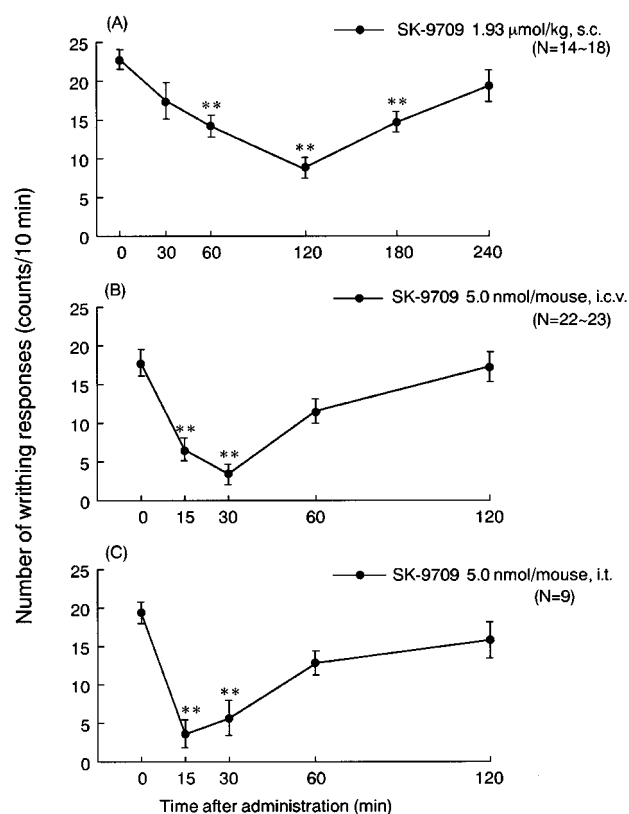 Number of writhing responses (counts/10 min)
(A)
SK-9709 1.93 μmol/kg, s.c.
(N=14~18)
25
20
15
10
5
0
** ** **
0 30 60 120 180 240
(B)
SK-9709 5.0 nmol/mouse, i.c.v.
(N=22~23)
25
20
15
10
5
0
** **
0 15 30 60 120
(C)
SK-9709 5.0 nmol/mouse, i.t.
(N=9)
25
20
15
10
5
0
** **
0 15 30 60 120
Time after administration (min)